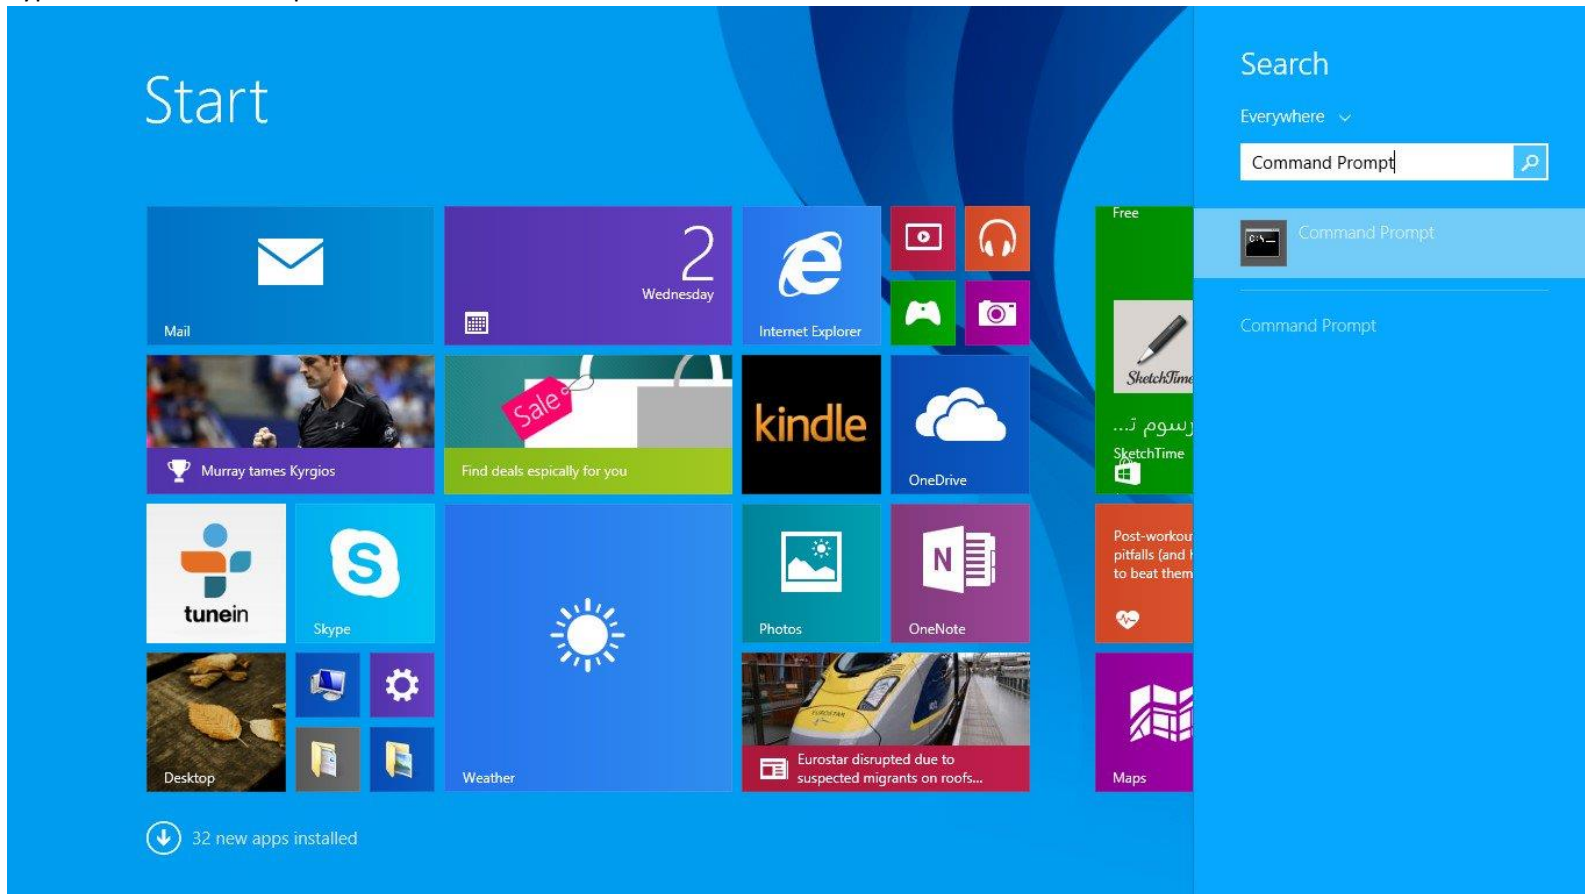 Start
Search
Everywhere
Command Prompt
Command Prompt
Command Prompt
Mail
2
Wednesday
Internet Explorer
Free
SketchTime
رسوم تـ...
SketchTime
Murray tames Kyrgios
Sale
Find deals espically for you
kindle
OneDrive
tunein
Skype
Weather
Photos
N
OneNote
Post-workou
pitfalls (and
to beat them
Desktop
EUROSTAR
Eurostar disrupted due to
suspected migrants on roofs...
Maps
32 new apps installed